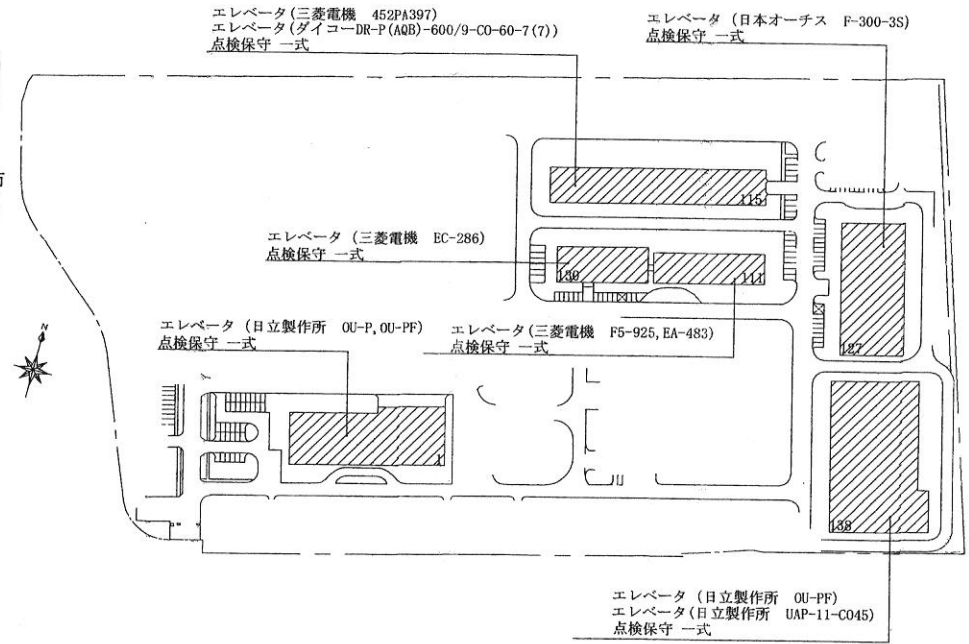 エレベータ(三菱電機 452PA397)
エレベータ(ダイコーDR-P(AQB)-600/9-CO-60-7(7))
点検保守 一式
エレベータ (日本オーチス F-300-3S)
点検保守 一式
115
エレベータ (三菱電機 EC-286)
点検保守 一式
130
111
エレベータ (日立製作所 OU-P,OU-PF)
点検保守 一式
エレベータ (三菱電機 F5-925,EA-483)
点検保守 一式
N
127
1
138
エレベータ (日立製作所 OU-PF)
エレベータ(日立製作所 UAP-11-CO45)
点検保守 一式